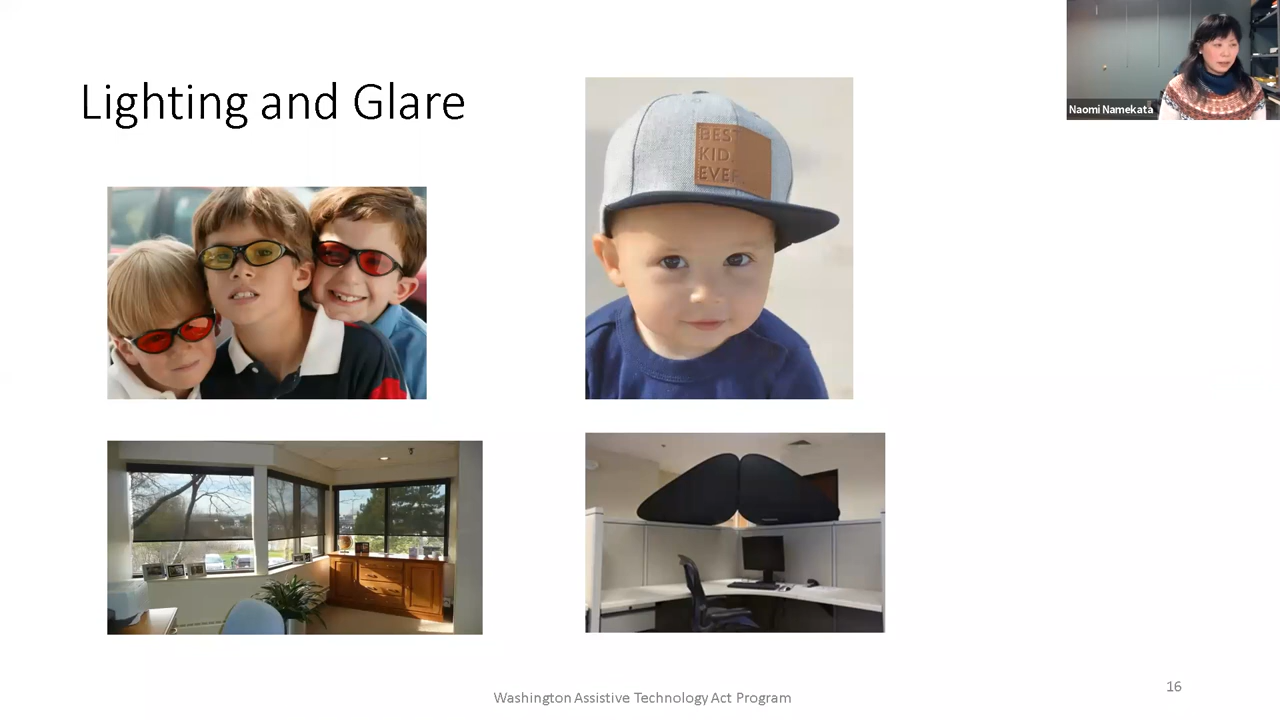 Lighting and Glare
Naomi Namekata
BEST
KID.
EVER.
Washington Assistive Technology Act Program
16